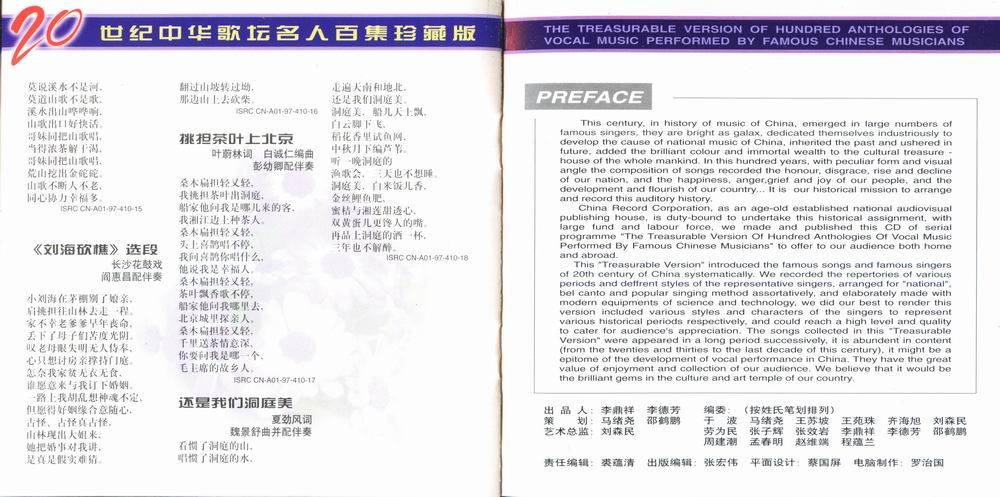 20 世纪中华歌坛名人百集珍藏版
莫说溪水不是河，
莫道山歌不是歌，
溪水出山哗哗响，
山歌出口好快活。
哥妹同把山歌唱，
当得浓茶解干渴，
哥妹同把山歌唱，
荒山挖出金砣砣。
山歌不断人不老，
同心协力幸福多。
ISRC CN-A01-97-410-15
《刘海砍樵》选段
长沙花鼓戏
阎惠昌配伴奏
小刘海在茅棚别了娘亲，
肩挑担往山林去走一程。
家不幸老爹爹早年丧命，
丢下了母子们苦度光阴。
叹老母眼失明无人侍奉，
心只想讨房亲撑持门庭。
怎奈我家贫无衣无食，
谁愿意来与我订下婚姻。
一路上我胡乱想神魂不定，
但愿得好姻缘合意随心，
古怪、古怪真古怪，
山林现出大姐来，
她把婚事对我讲，
是真是假实难猜。
翻过山坡转过坳，
那边山上去砍柴。
ISRC CN-A01-97-410-16
挑担茶叶上北京
叶蔚林词　白诚仁编曲
彭幼卿配伴奏
桑木扁担轻又轻，
我挑担茶叶出洞庭，
船家他问我是哪儿来的客，
我湘江边上种茶人。
桑木扁担轻又轻，
头上喜鹊唱不停，
我问喜鹊你唱什么，
他说我是幸福人。
桑木扁担轻又轻，
茶叶飘香歌不停，
船家他问我哪里去，
北京城里探亲人，
桑木扁担轻又轻，
千里送茶情意深，
你要问我是哪一个，
毛主席的故乡人。
ISRC CN-A01-97-410-17
还是我们洞庭美
夏劲风词
魏景舒曲并配伴奏
看惯了洞庭的山，
唱惯了洞庭的水，
走遍天南和地北，
还是我们洞庭美。
洞庭美，船儿天上飘，
白云脚下飞，
稻花香里试鱼网，
中秋月下编芦苇。
听一晚洞庭的
渔歌会，三天也不想睡。
洞庭美，白米饭儿香，
金丝鲤鱼肥，
蜜桔与湘莲甜透心，
双黄蛋儿更馋人的嘴，
再品上洞庭的酒一杯，
三年也不解醉。
ISRC CN-A01-97-410-18
THE TREASURABLE VERSION OF HUNDRED ANTHOLOGIES OF
VOCAL MUSIC PERFORMED BY FAMOUS CHINESE MUSICIANS
PREFACE
This century, in history of music of China, emerged in large numbers of
famous singers, they are bright as galax, dedicated themselves industriously to
develop the cause of national music of China, inherited the past and ushered in
future, added the brilliant colour and immortal wealth to the cultural treasure -
house of the whole mankind. In this hundred years, with peculiar form and visual
angle the composition of songs recorded the honour, disgrace, rise and decline
of our nation, and the happiness, anger,grief and joy of our people, and the
development and flourish of our country... It is our historical mission to arrange
and record this auditory history.
China Record Corporation, as an age-old established national audiovisual
publishing house, is duty-bound to undertake this historical assignment, with
large fund and labour force, we made and published this CD of serial
programme "The Treasurable Version Of Hundred Anthologies Of Vocal Music
Performed By Famous Chinese Musicians" to offer to our audience both home
and abroad.
This "Treasurable Version" introduced the famous songs and famous singers
of 20th century of China systematically. We recorded the repertories of various
periods and deffrent styles of the representative singers, arranged for "national",
bel canto and popular singing method assortatively, and elaborately made with
modern equipments of science and technology, we did our best to render this
version included various styles and characters of the singers to represent
various historical periods respectively, and could reach a high level and quality
to cater for audience's appreciation. The songs collected in this "Treasurable
Version" were appeared in a long period successively, it is abundent in content
(from the twenties and thirties to the last decade of this century), it might be a
epitome of the development of vocal performance in China. They have the great
value of enjoyment and collection of our audience. We believe that it would be
the brilliant gems in the culture and art temple of our country.
出 品 人：李鼎祥　李德芳　编委：（按姓氏笔划排列）
策　　划：马绪尧　邵鹤鹏　于　波　马绪尧　王苏坡　王苑珠　齐海旭　刘森民
艺术总监：刘森民　劳为民　张子辉　张效岩　李鼎祥　李德芳　邵鹤鹏
周建潮　孟春明　赵维端　程蕴兰
责任编辑：裘蕴清　出版编辑：张宏伟　平面设计：蔡国屏　电脑制作：罗治国